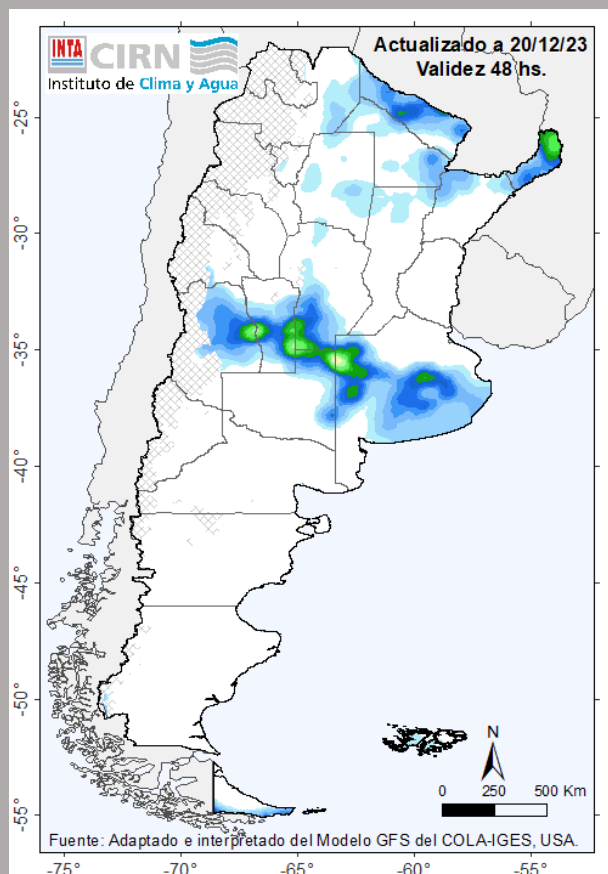 INTA CIRN
Instituto de Clima y Agua
Actualizado a 20/12/23
Validez 48 hs.
-25°
-30°
-35°
-40°
-45°
-50°
-55°
N
0 250 500 Km
Fuente: Adaptado e interpretado del Modelo GFS del COLA-IGES, USA.
-75° -70° -65° -60° -55°